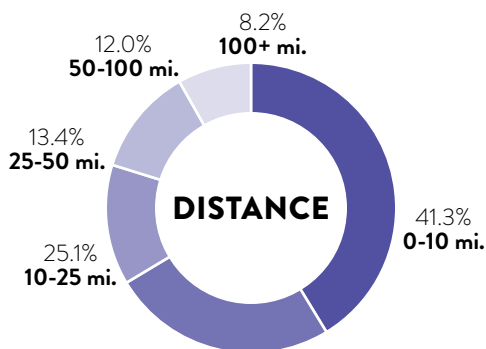 8.2%
100+ mi.
12.0%
50-100 mi.
13.4%
25-50 mi.
DISTANCE
41.3%
0-10 mi.
25.1%
10-25 mi.